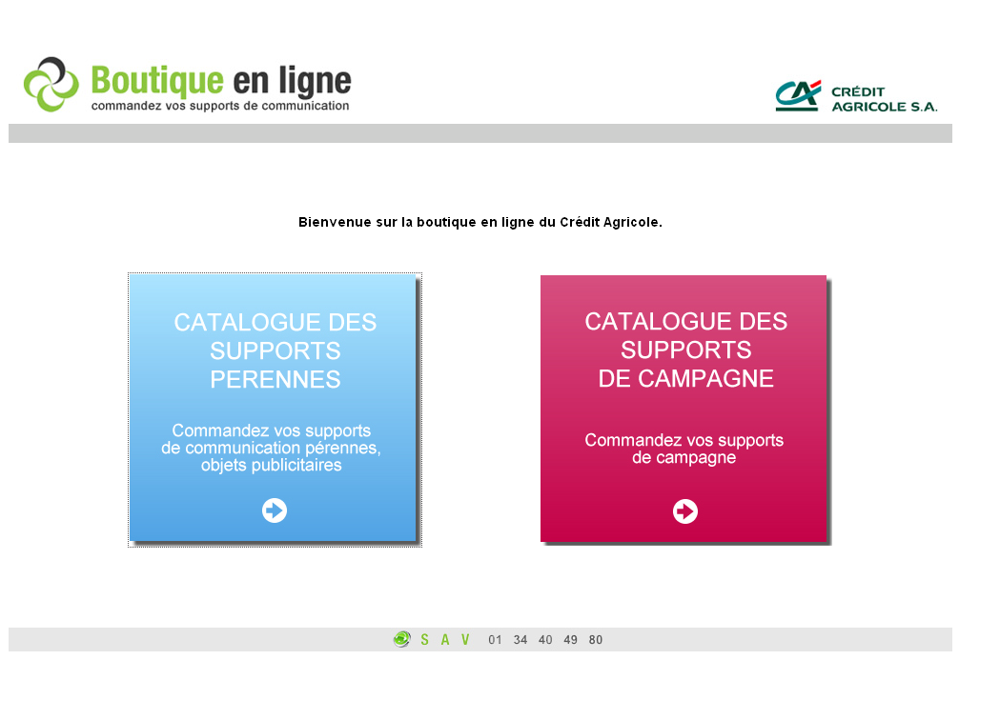 Boutique en ligne
commandez vos supports de communication
CA
CRÉDIT
AGRICOLE S.A.
Bienvenue sur la boutique en ligne du Crédit Agricole.
CATALOGUE DES
SUPPORTS
PERENNES
Commandez vos supports
de communication pérennes,
objets publicitaires
CATALOGUE DES
SUPPORTS
DE CAMPAGNE
Commandez vos supports
de campagne
S A V 01 34 40 49 80